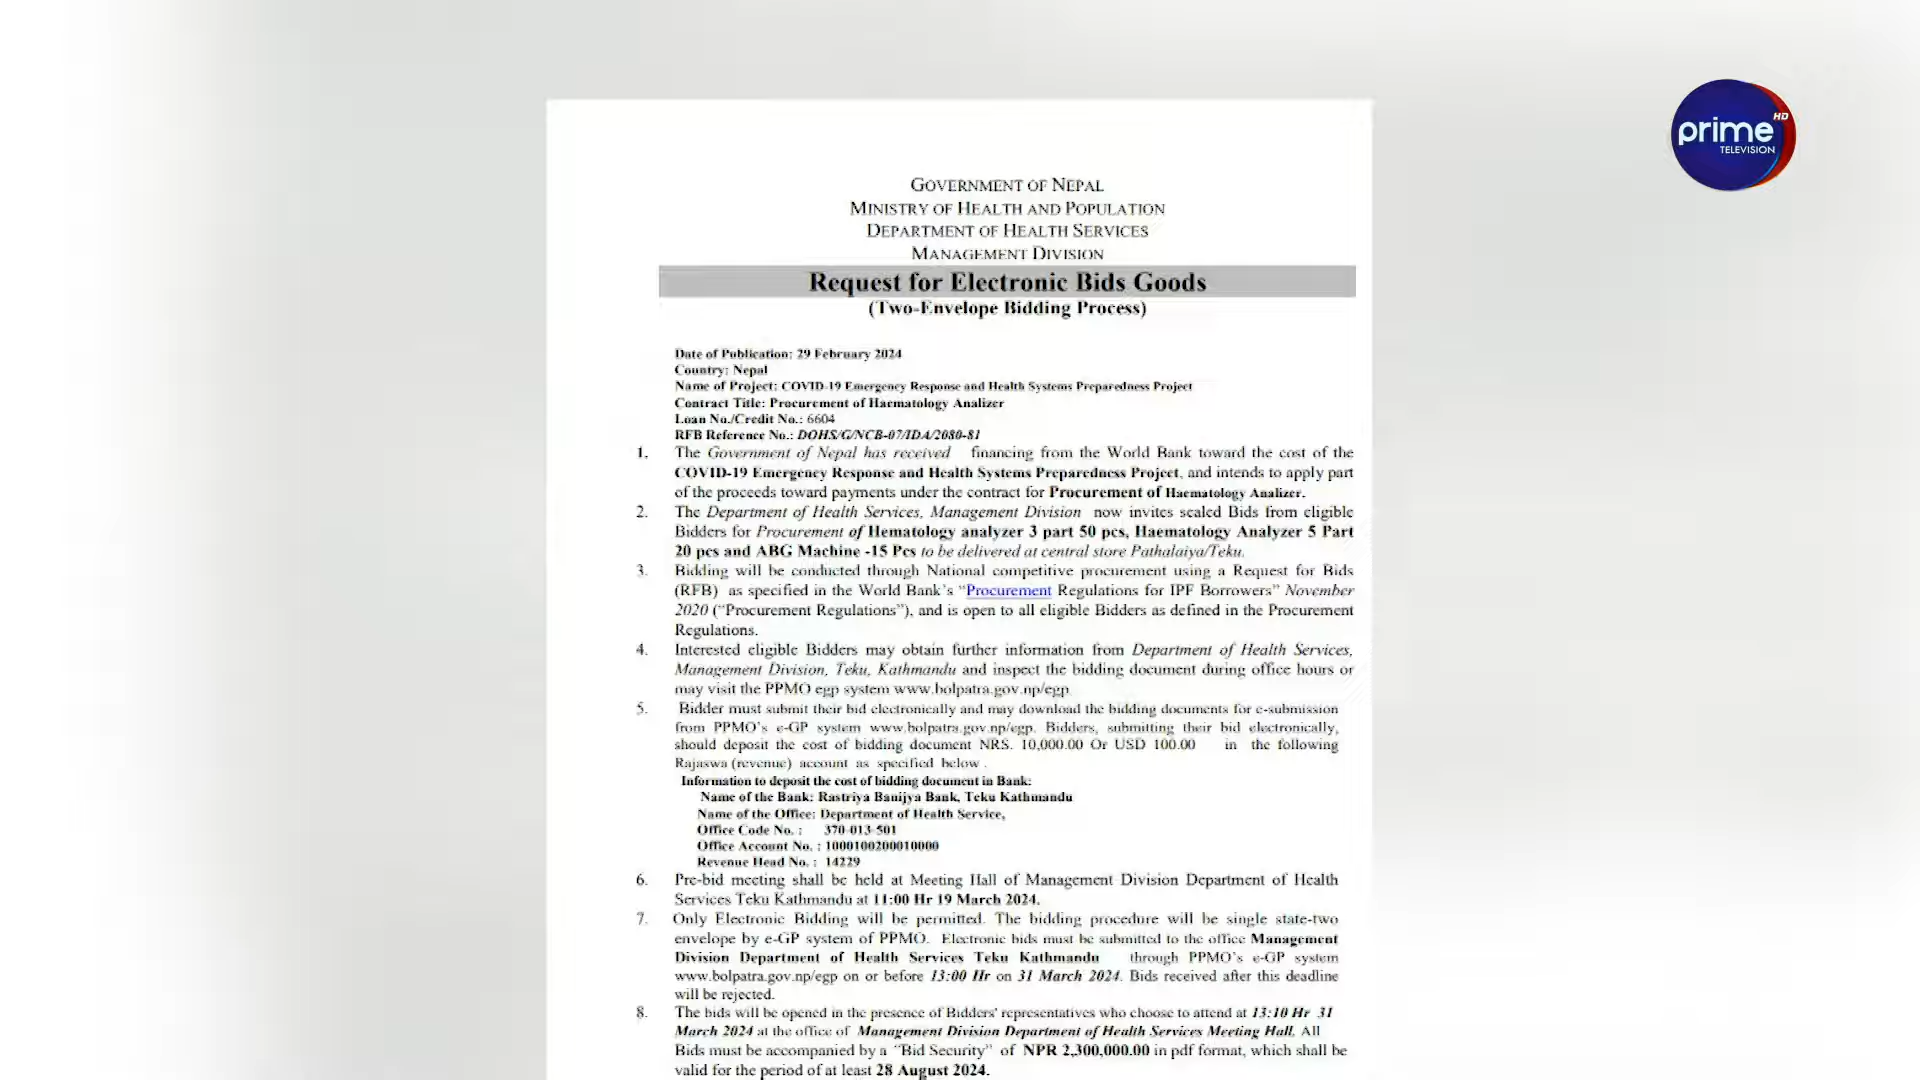 prime HD
TELEVISION
GOVERNMENT OF NEPAL
MINISTRY OF HEALTH AND POPULATION
DEPARTMENT OF HEALTH SERVICES
MANAGEMENT DIVISION
Request for Electronic Bids Goods
(Two-Envelope Bidding Process)
Date of Publication: 29 February 2024
Country: Nepal
Name of Project: COVID-19 Emergency Response and Health Systems Preparedness Project
Contract Title: Procurement of Haematology Analizer
Loan No./Credit No.: 6604
RFB Reference No.: DOHS/G/NCB-07/IDA/2080-81
1. The Government of Nepal has received financing from the World Bank toward the cost of the
COVID-19 Emergency Response and Health Systems Preparedness Project, and intends to apply part
of the proceeds toward payments under the contract for Procurement of Haematology Analizer.
2. The Department of Health Services, Management Division now invites sealed Bids from eligible
Bidders for Procurement of Hematology analyzer 3 part 50 pcs, Haematology Analyzer 5 Part
20 pcs and ABG Machine -15 Pcs to be delivered at central store Pathalaiya/Teku.
3. Bidding will be conducted through National competitive procurement using a Request for Bids
(RFB) as specified in the World Bank's "Procurement Regulations for IPF Borrowers" November
2020 ("Procurement Regulations"), and is open to all eligible Bidders as defined in the Procurement
Regulations.
4. Interested eligible Bidders may obtain further information from Department of Health Services,
Management Division, Teku, Kathmandu and inspect the bidding document during office hours or
may visit the PPMO egp system www.bolpatra.gov.np/egp
5. Bidder must submit their bid electronically and may download the bidding documents for e-submission
from PPMO's e-GP system www.bolpatra.gov.np/egp. Bidders, submitting their bid electronically,
should deposit the cost of bidding document NRS. 10,000.00 Or USD 100.00 in the following
Rajaswa (revenue) account as specified below .
Information to deposit the cost of bidding document in Bank:
Name of the Bank: Rastriya Banijya Bank, Teku Kathmandu
Name of the Office: Department of Health Service,
Office Code No. : 370-013-501
Office Account No. : 1000100200010000
Revenue Head No. : 14229
6. Pre-bid meeting shall be held at Meeting Hall of Management Division Department of Health
Services Teku Kathmandu at 11:00 Hr 19 March 2024.
7. Only Electronic Bidding will be permitted. The bidding procedure will be single state-two
envelope by e-GP system of PPMO. Electronic bids must be submitted to the office Management
Division Department of Health Services Teku Kathmandu through PPMO's e-GP system
www.bolpatra.gov.np/egp on or before 13:00 Hr on 31 March 2024. Bids received after this deadline
will be rejected.
8. The bids will be opened in the presence of Bidders' representatives who choose to attend at 13:10 Hr 31
March 2024 at the office of Management Division Department of Health Services Meeting Hall. All
Bids must be accompanied by a "Bid Security" of NPR 2,300,000.00 in pdf format, which shall be
valid for the period of at least 28 August 2024.